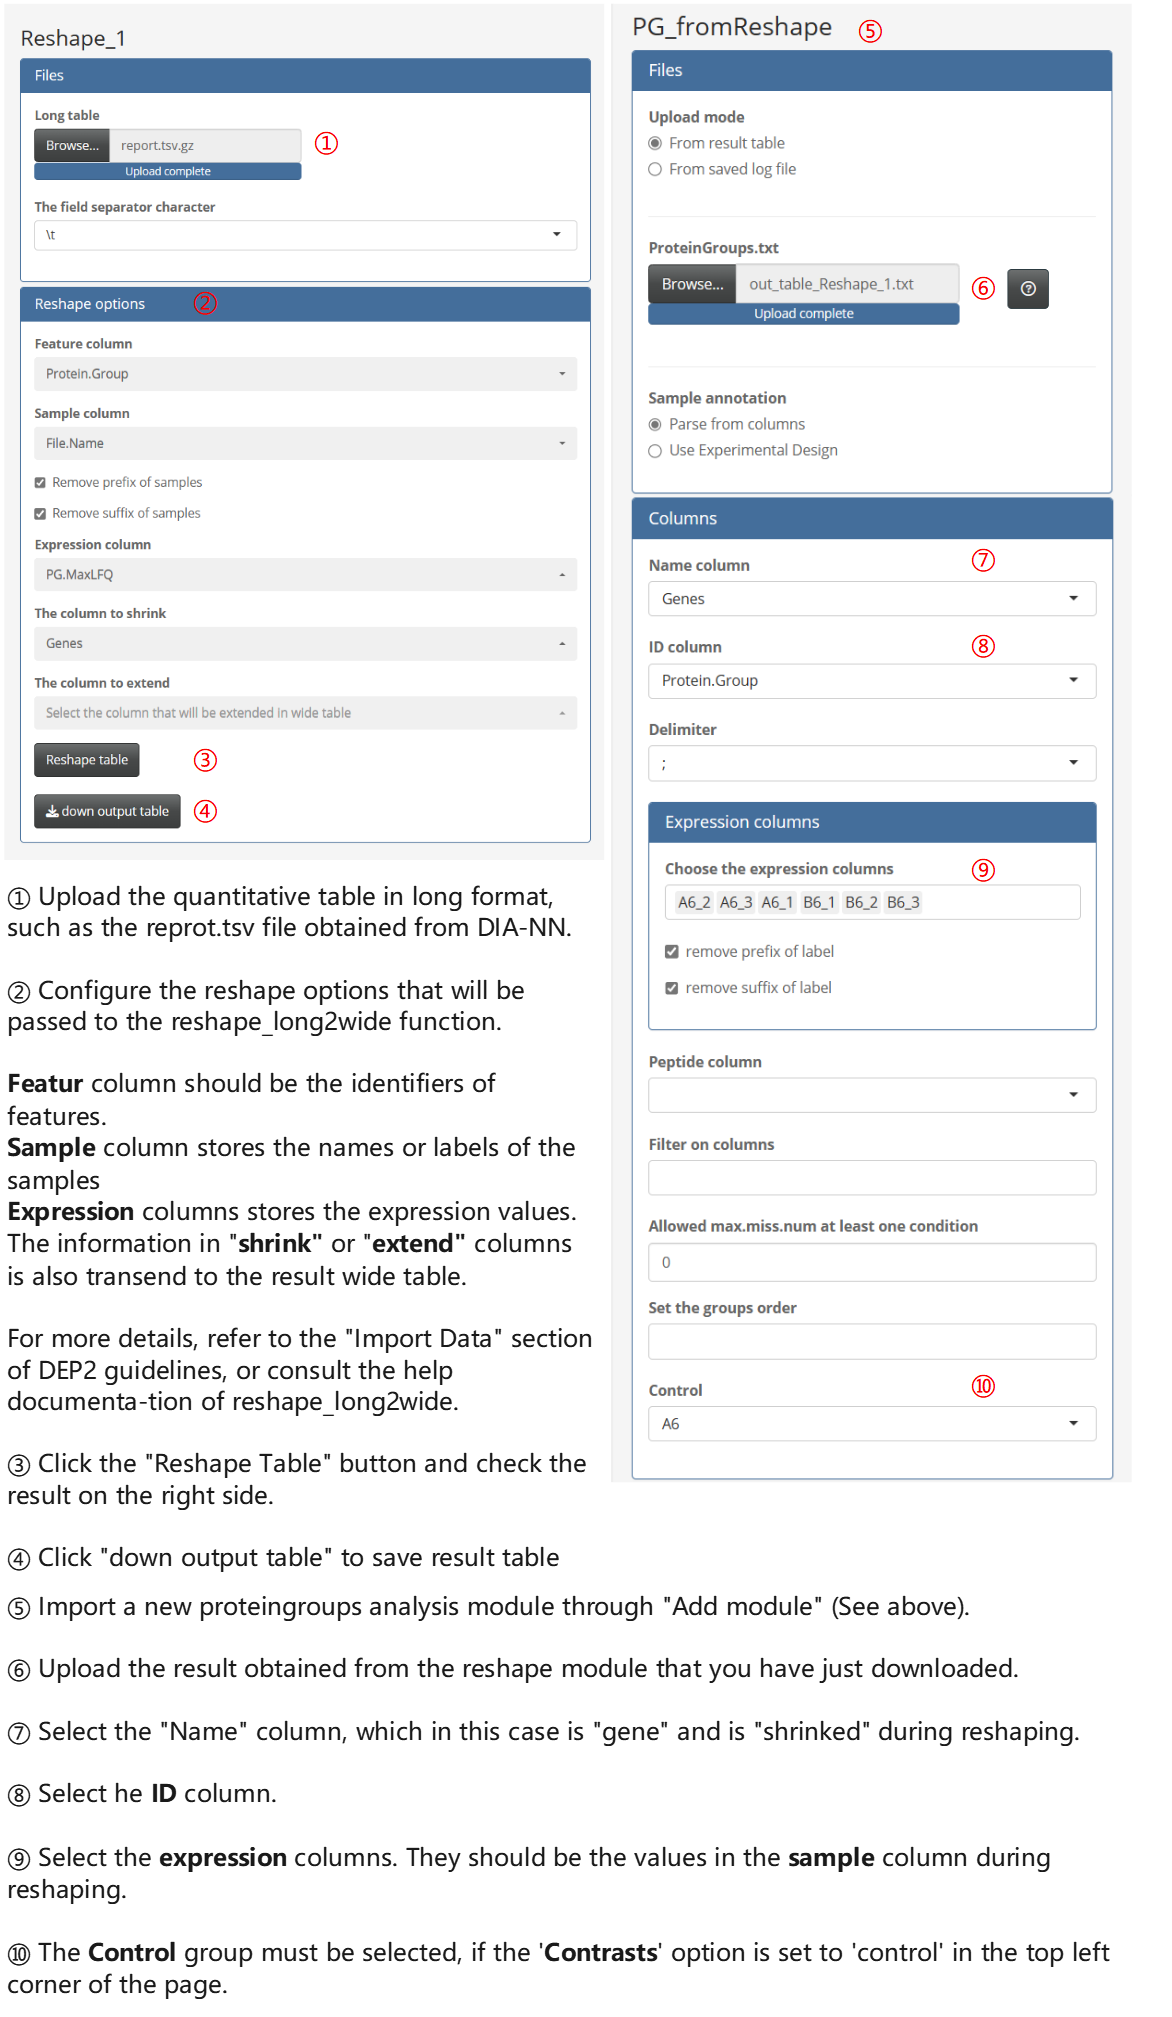 Reshape_1
Files
Long table
Browse... report.tsv.gz ①
Upload complete
The field separator character
\t
Reshape options ②
Feature column
Protein.Group
Sample column
File.Name
Remove prefix of samples
Remove suffix of samples
Expression column
PG.MaxLFQ
The column to shrink
Genes
The column to extend
Select the column that will be extended in wide table
Reshape table ③
down output table ④
① Upload the quantitative table in long format,
such as the reprot.tsv file obtained from DIA-NN.
② Configure the reshape options that will be
passed to the reshape_long2wide function.
Featur column should be the identifiers of
features.
Sample column stores the names or labels of the
samples
Expression columns stores the expression values.
The information in "shrink" or "extend" columns
is also transend to the result wide table.
For more details, refer to the "Import Data" section
of DEP2 guidelines, or consult the help
documenta-tion of reshape_long2wide.
③ Click the "Reshape Table" button and check the
result on the right side.
④ Click "down output table" to save result table
PG_fromReshape ⑤
Files
Upload mode
From result table
From saved log file
ProteinGroups.txt
Browse... out_table_Reshape_1.txt ⑥
Upload complete
Sample annotation
Parse from columns
Use Experimental Design
Columns
Name column ⑦
Genes
ID column ⑧
Protein.Group
Delimiter
;
Expression columns
Choose the expression columns ⑨
A6_2 A6_3 A6_1 B6_1 B6_2 B6_3
remove prefix of label
remove suffix of label
Peptide column
Filter on columns
Allowed max.miss.num at least one condition
0
Set the groups order
Control ⑩
A6
⑤ Import a new proteingroups analysis module through "Add module" (See above).
⑥ Upload the result obtained from the reshape module that you have just downloaded.
⑦ Select the "Name" column, which in this case is "gene" and is "shrinked" during reshaping.
⑧ Select he ID column.
⑨ Select the expression columns. They should be the values in the sample column during
reshaping.
⑩ The Control group must be selected, if the 'Contrasts' option is set to 'control' in the top left
corner of the page.